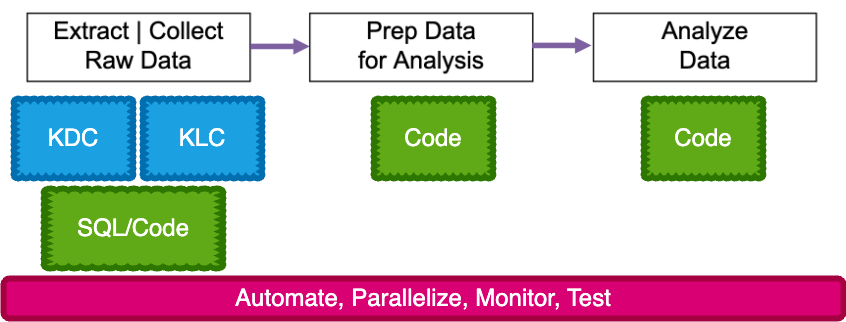 Extract | Collect
Raw Data
Prep Data
for Analysis
Analyze
Data
KDC
KLC
Code
Code
SQL/Code
Automate, Parallelize, Monitor, Test